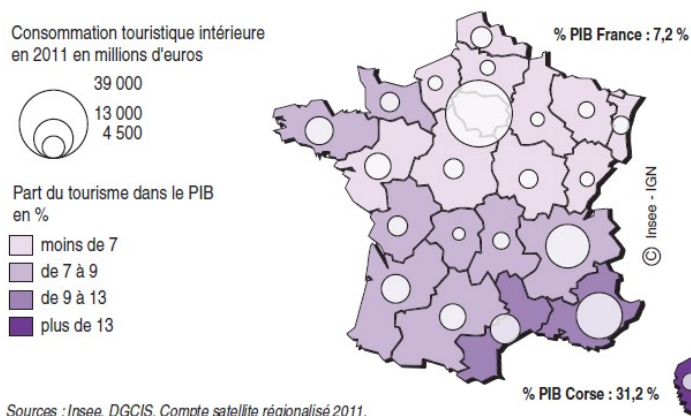 Consommation touristique intérieure
en 2011 en millions d'euros
39 000
13 000
4 500
% PIB France : 7,2 %
Part du tourisme dans le PIB
en %
moins de 7
de 7 à 9
de 9 à 13
plus de 13
© Insee - IGN
% PIB Corse : 31,2 %
Sources : Insee, DGCIS, Compte satellite régionalisé 2011.